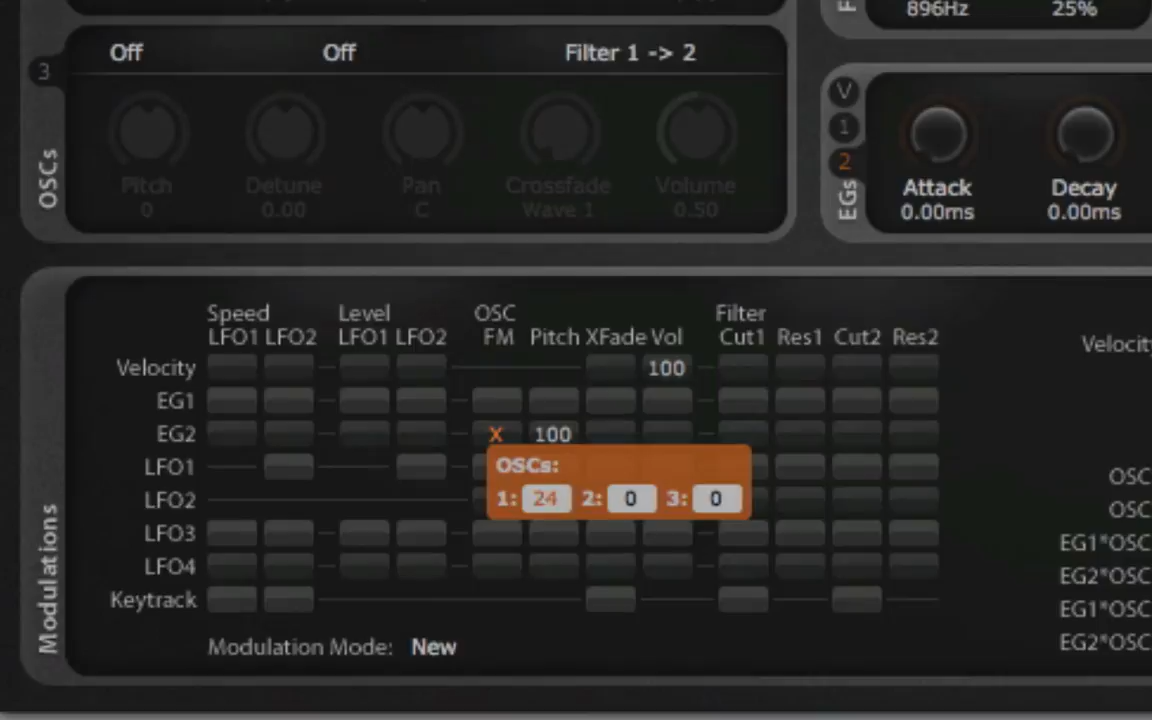 896Hz 25%
Off Off Filter 1 -> 2
3
Pitch Detune Pan Crossfade Volume
0 0.00 C Wave 1 0.50
OSCs
V
1
2
EGs
Attack Decay
0.00ms 0.00ms
Speed Level OSC Filter
LFO1 LFO2 LFO1 LFO2 FM Pitch XFade Vol Cut1 Res1 Cut2 Res2
Velocity 100
EG1
EG2 X 100
LFO1
LFO2
LFO3
LFO4
Keytrack
OSCs:
1: 24 2: 0 3: 0
Modulation Mode: New
Modulations
Velocity
OSC
OSC
EG1*OSC
EG2*OSC
EG1*OSC
EG2*OSC